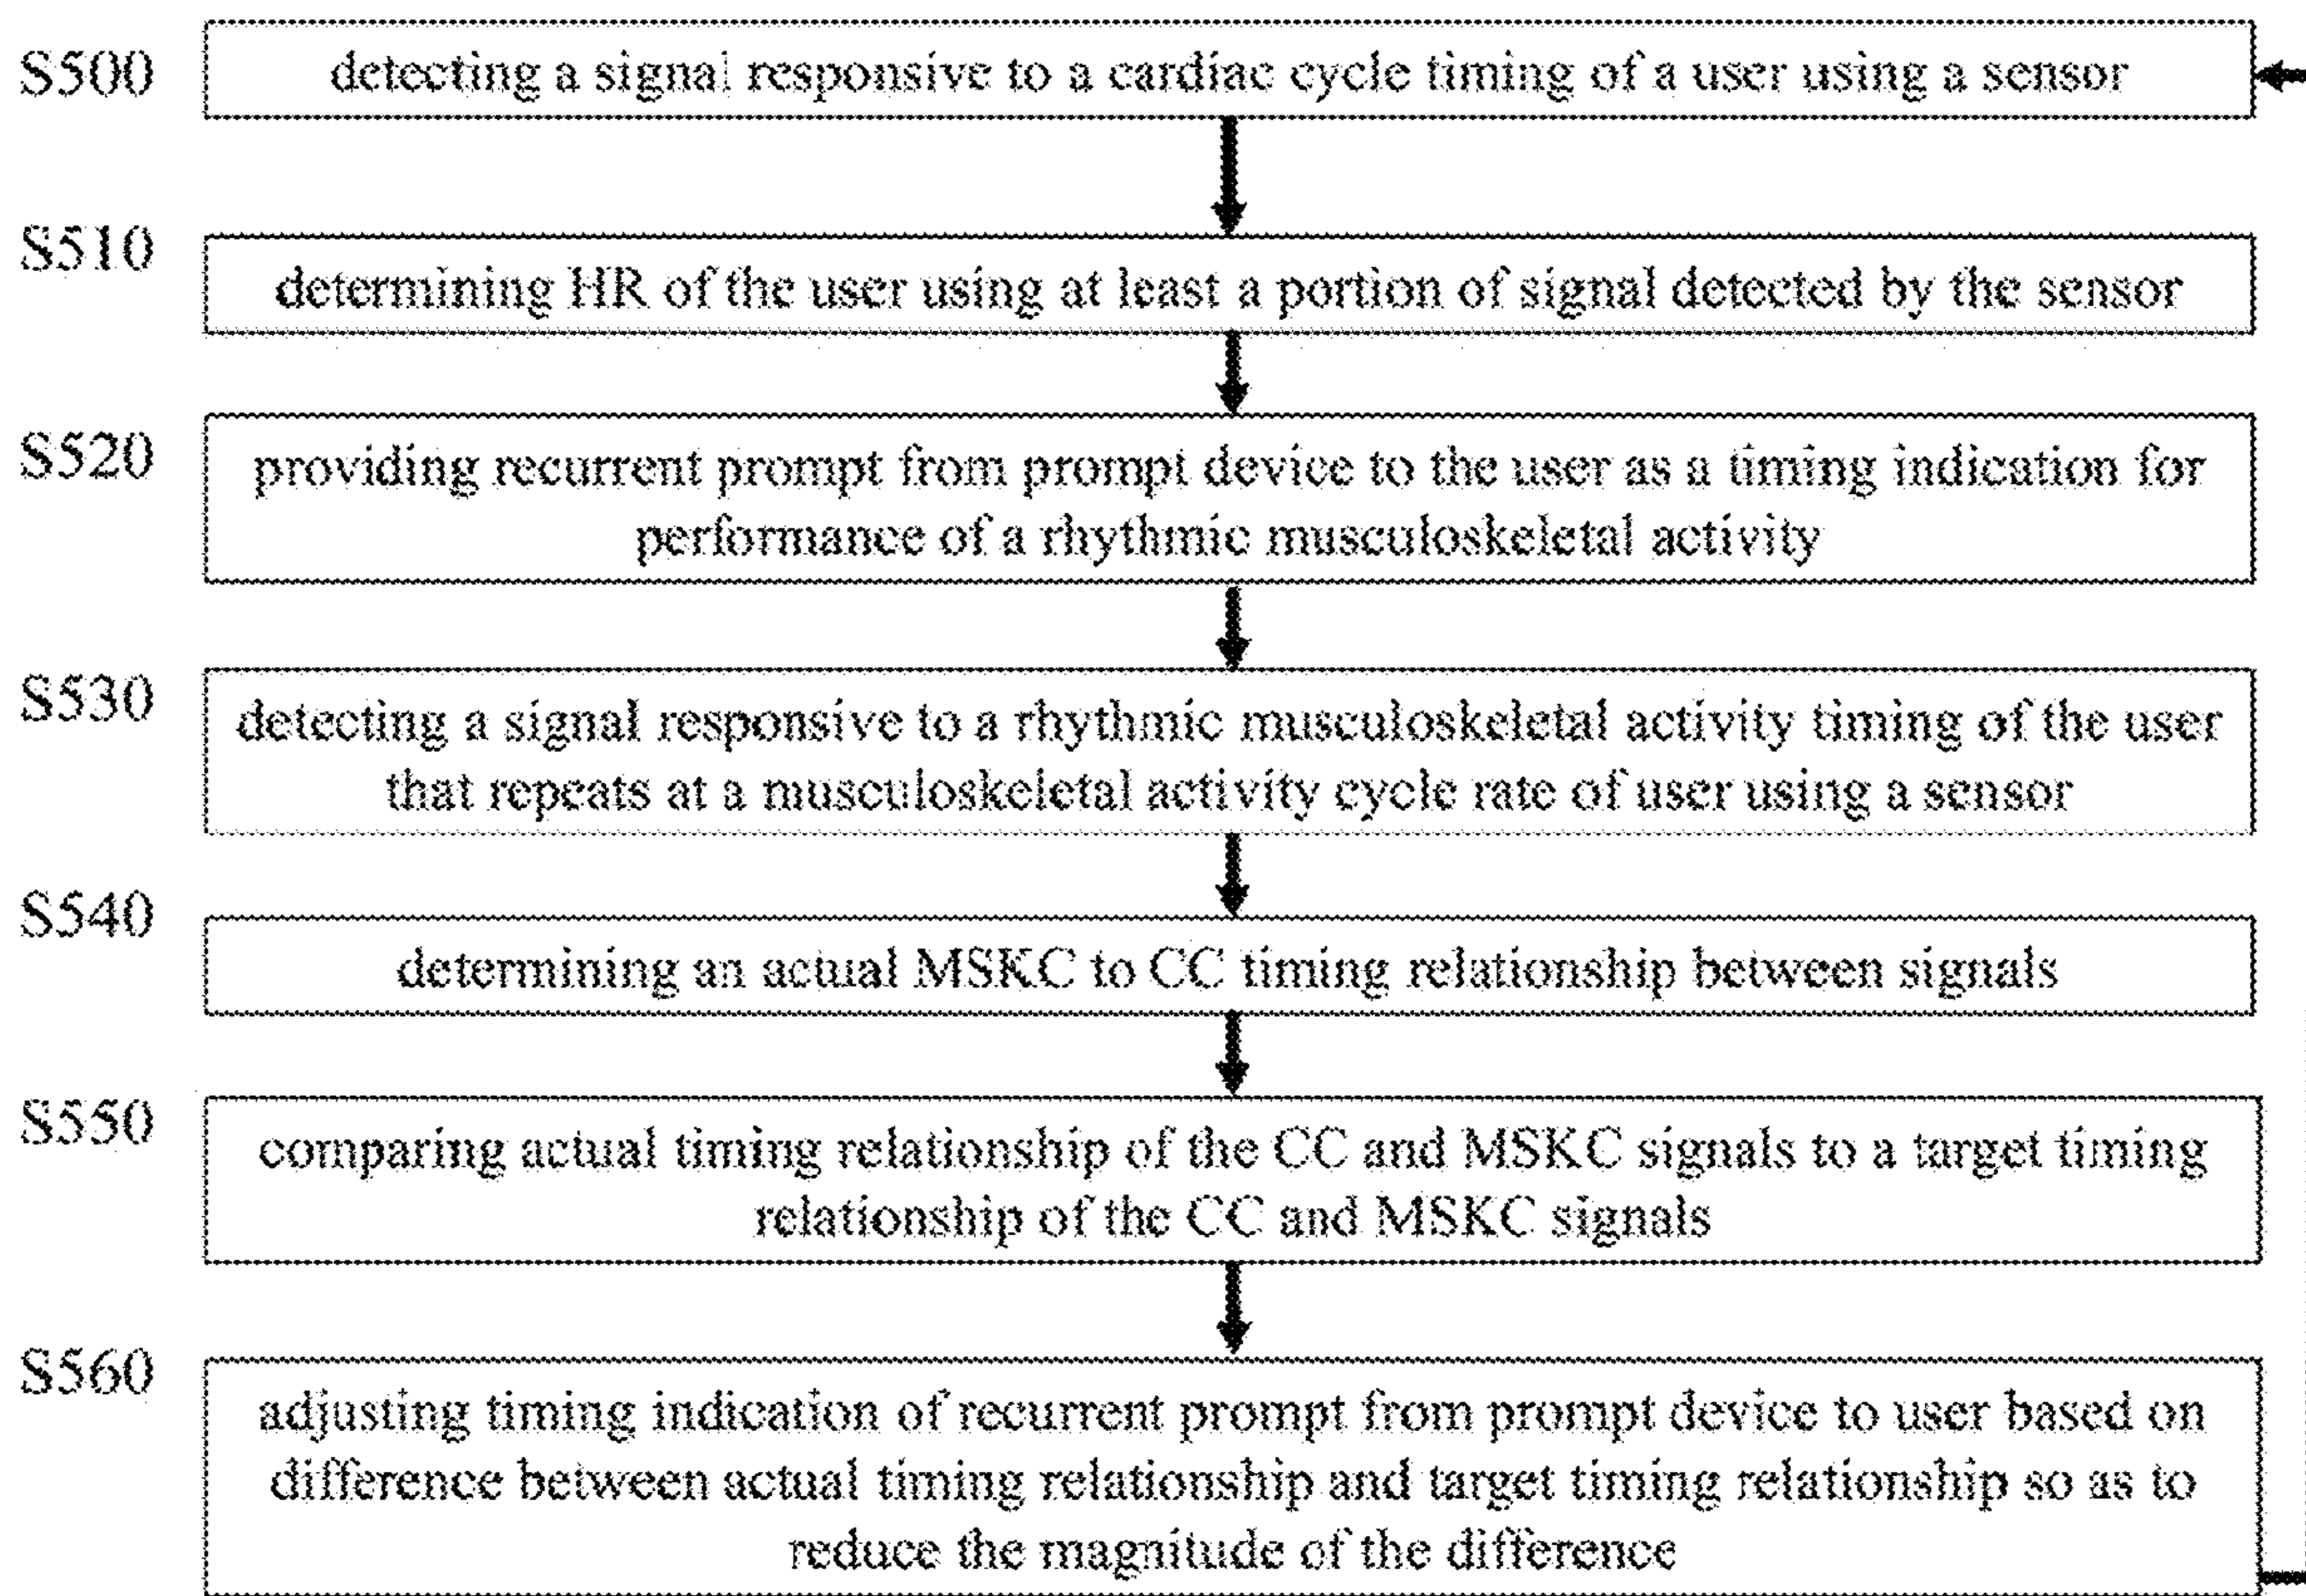 S500 detecting a signal responsive to a cardiac cycle timing of a user using a sensor
S510 determining HR of the user using at least a portion of signal detected by the sensor
S520 providing recurrent prompt from prompt device to the user as a timing indication for
performance of a rhythmic musculoskeletal activity
S530 detecting a signal responsive to a rhythmic musculoskeletal activity timing of the user
that repeats at a musculoskeletal activity cycle rate of user using a sensor
S540 determining an actual MSKC to CC timing relationship between signals
S550 comparing actual timing relationship of the CC and MSKC signals to a target timing
relationship of the CC and MSKC signals
S560 adjusting timing indication of recurrent prompt from prompt device to user based on
difference between actual timing relationship and target timing relationship so as to
reduce the magnitude of the difference